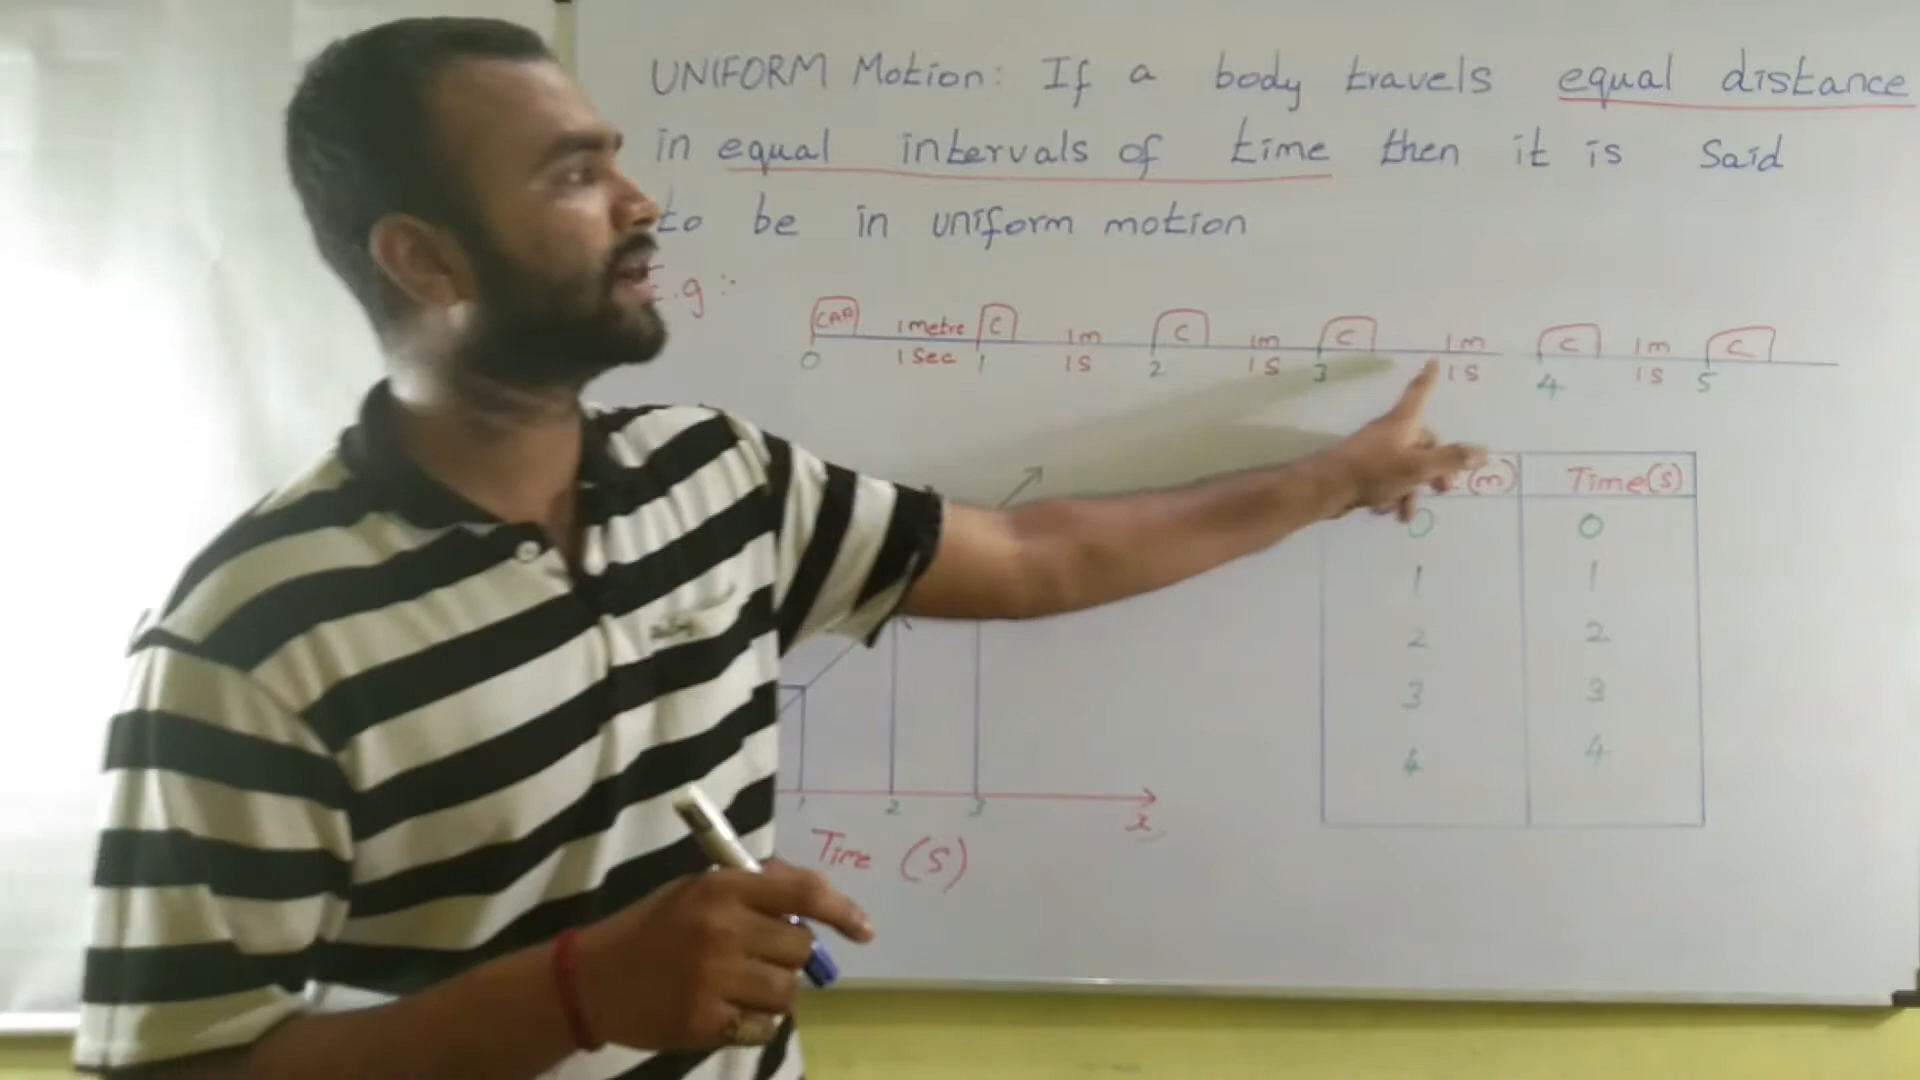 UNIFORM Motion: If a body travels equal distance
in equal intervals of time then it is said
to be in uniform motion
E.g :-
CAR 1metre C 1m C 1m C 1m C 1m C
0 1 Sec 1 1S 2 1S 3 1S 4 1S 5
(m) Time(s)
0 0
1 1
2 2
3 3
4 4
1 2 3 x
Time (S)